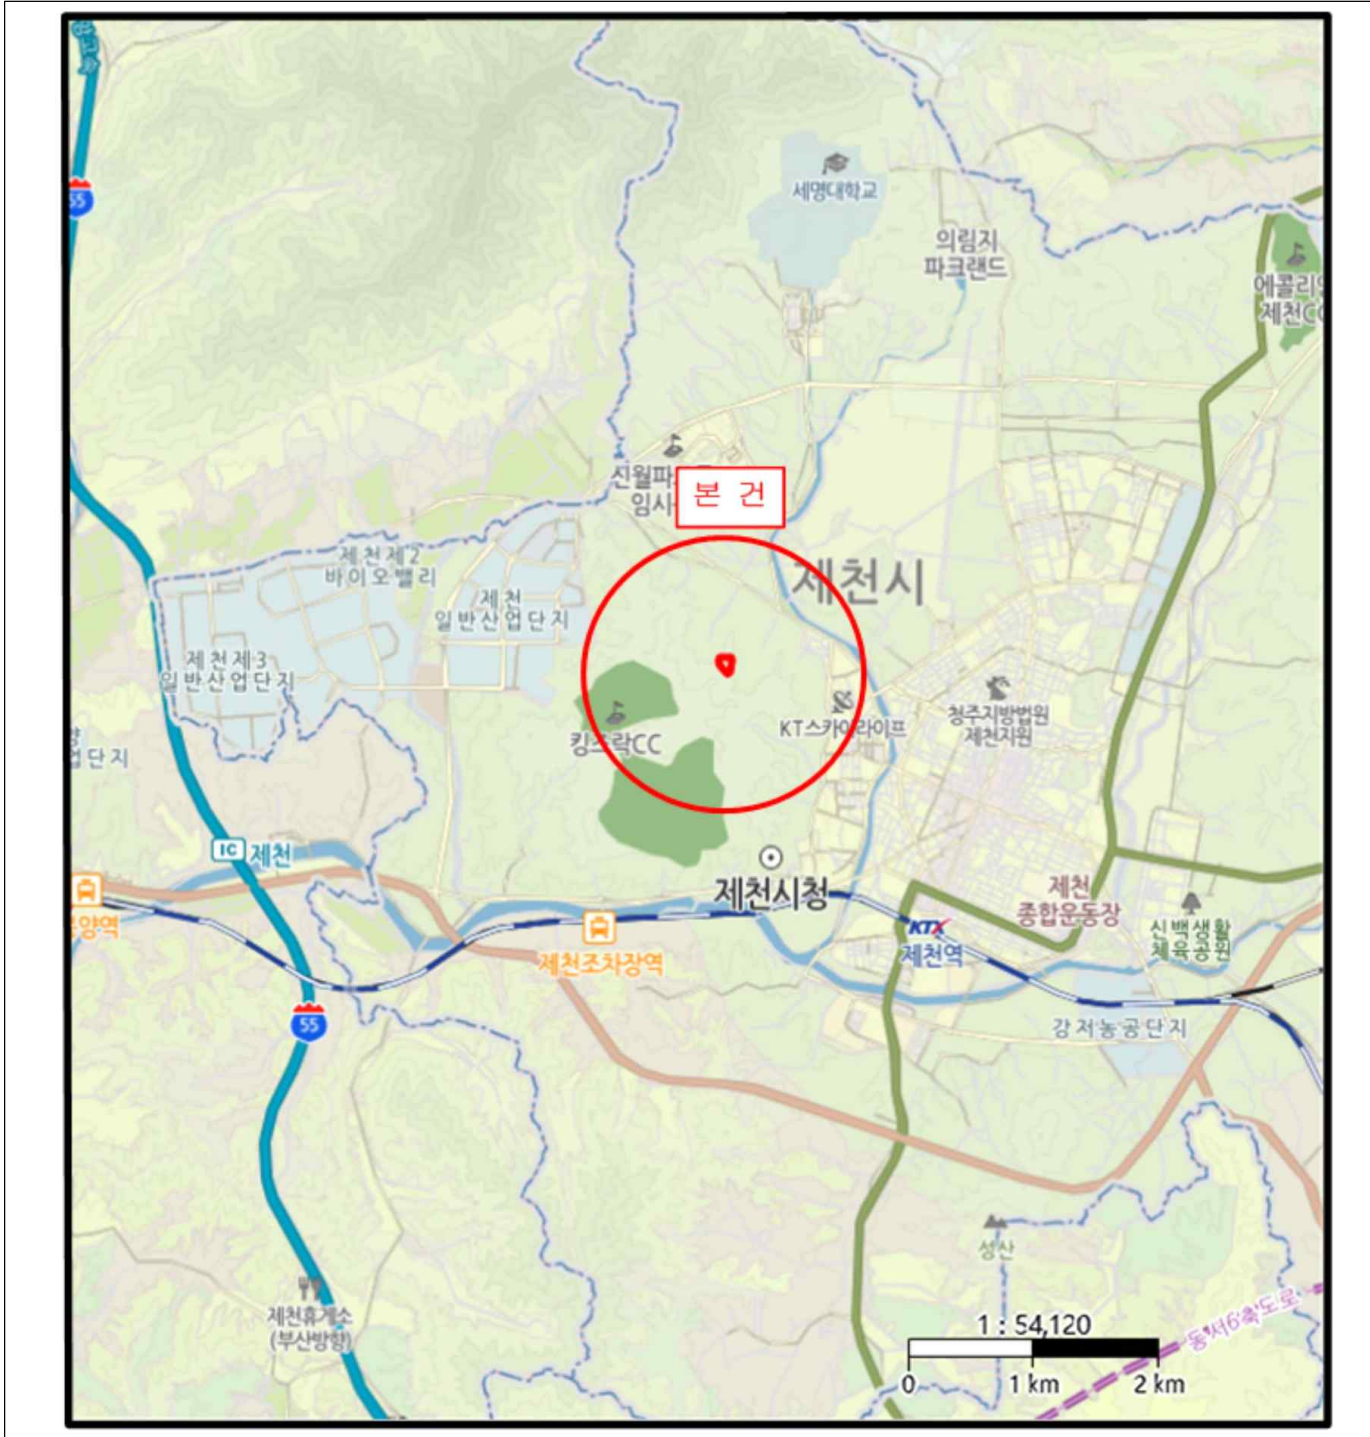 55
세명대학교
의림지
파크랜드
제천
신월파
임시
본 건
제천제2
바이오밸리
제천
일반산업단지
제천시
제천제3
일반산업단지
청주지방법원
제천지원
KT스카이라이프
킹즈락CC
업단지
IC 제천
제천시청
제천
종합운동장
신백생활
체육공원
KTX
제천역
제천조차장역
양역
55
강저농공단지
성산
제천휴게소
(부산방향)
동서6축도로
1 : 54,120
0 1 km 2 km